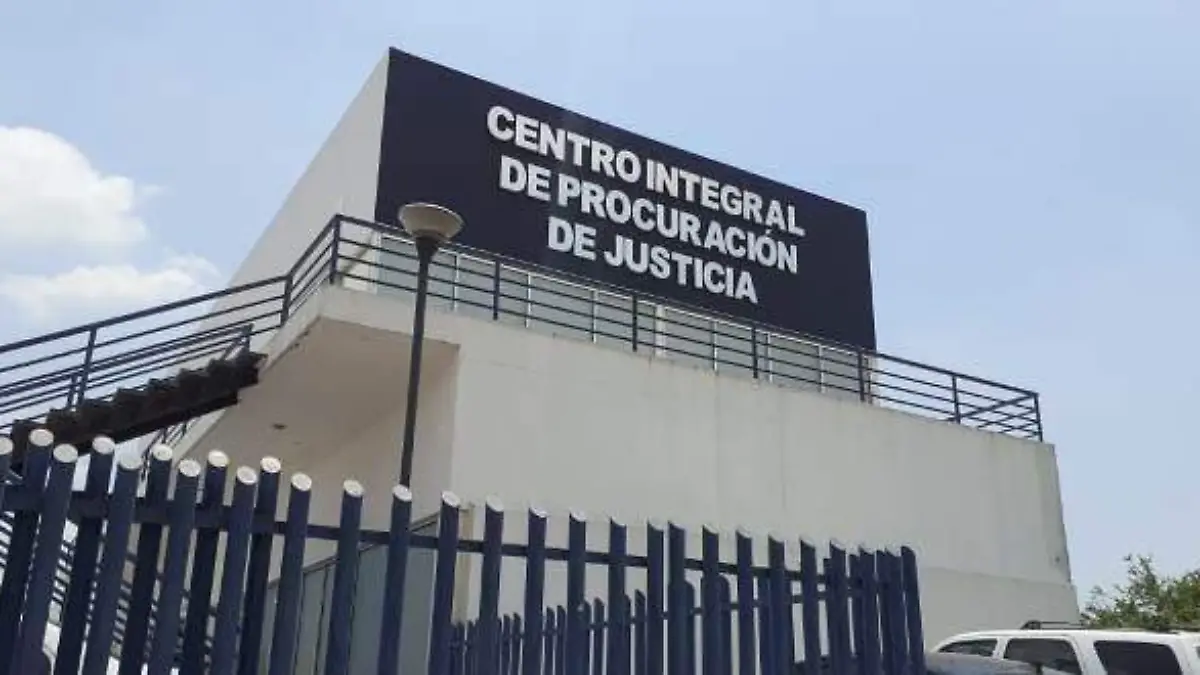 CENTRO INTEGRAL
DE PROCURACIÓN
DE JUSTICIA